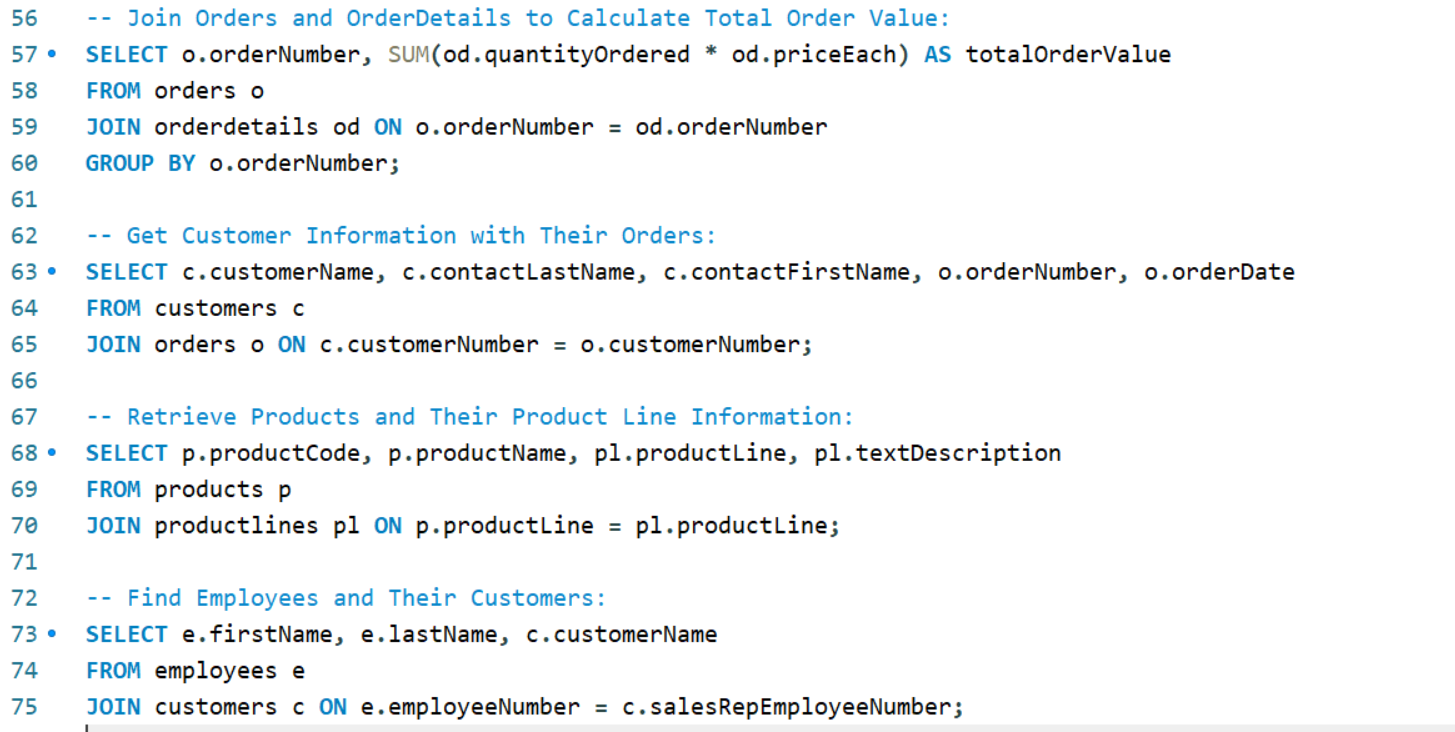 56 -- Join Orders and OrderDetails to Calculate Total Order Value:
57 • SELECT o.orderNumber, SUM(od.quantityOrdered * od.priceEach) AS totalOrderValue
58 FROM orders o
59 JOIN orderdetails od ON o.orderNumber = od.orderNumber
60 GROUP BY o.orderNumber;
61
62 -- Get Customer Information with Their Orders:
63 • SELECT c.customerName, c.contactLastName, c.contactFirstName, o.orderNumber, o.orderDate
64 FROM customers c
65 JOIN orders o ON c.customerNumber = o.customerNumber;
66
67 -- Retrieve Products and Their Product Line Information:
68 • SELECT p.productCode, p.productName, pl.productLine, pl.textDescription
69 FROM products p
70 JOIN productlines pl ON p.productLine = pl.productLine;
71
72 -- Find Employees and Their Customers:
73 • SELECT e.firstName, e.lastName, c.customerName
74 FROM employees e
75 JOIN customers c ON e.employeeNumber = c.salesRepEmployeeNumber;